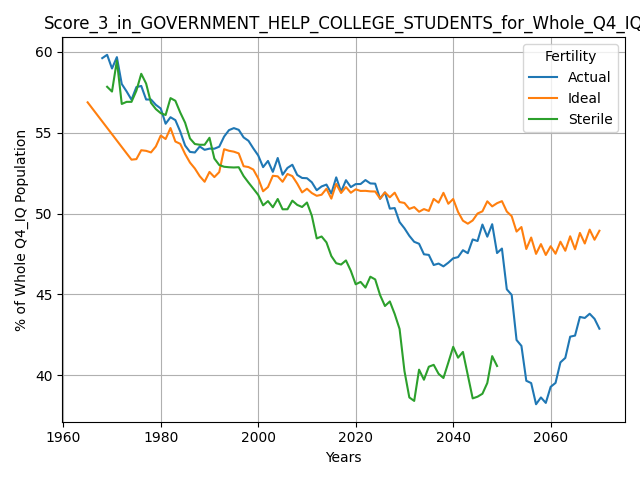 Score_3_in_GOVERNMENT_HELP_COLLEGE_STUDENTS_for_Whole_Q4_IQ
Fertility
Actual
Ideal
Sterile
% of Whole Q4_IQ Population
60
55
50
45
40
1960
1980
2000
2020
2040
2060
Years